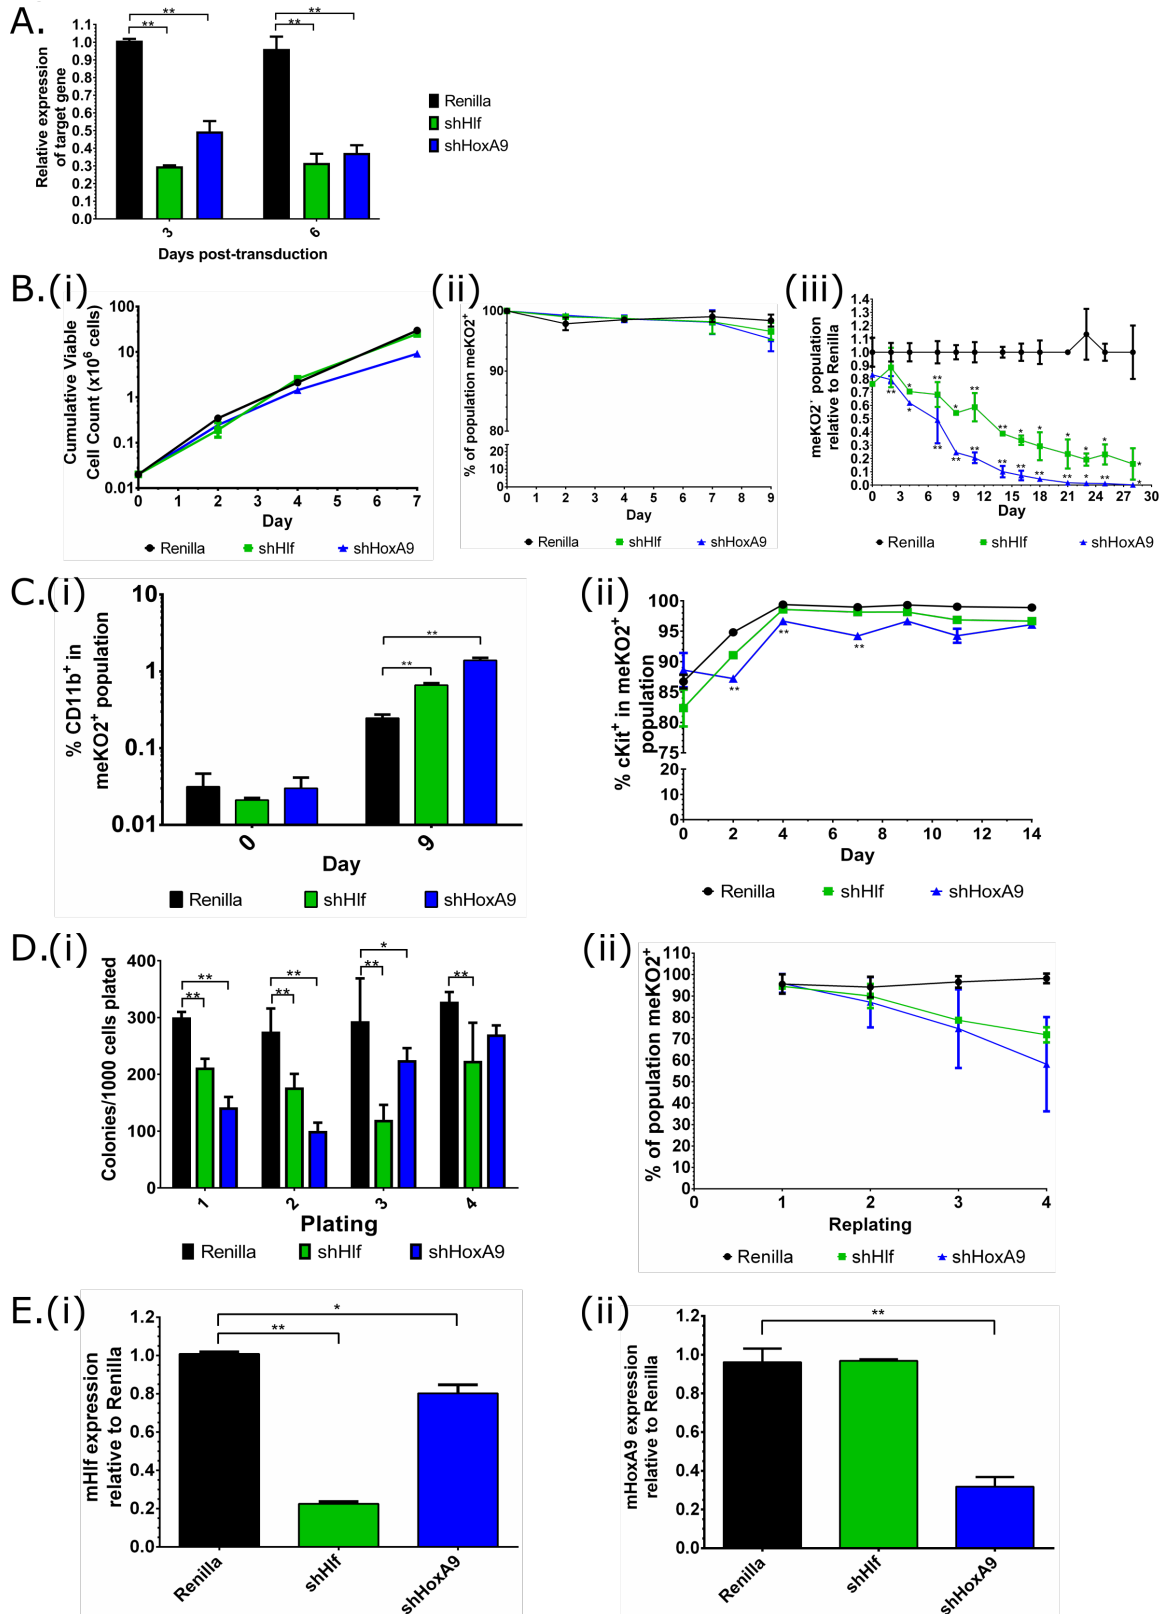 A.
Relative expression
of target gene
1.1
1.0
0.9
0.8
0.7
0.6
0.5
0.4
0.3
0.2
0.1
0.0
** ** ** **
3 6
Days post-transduction
Renilla
shHlf
shHoxA9
B.(i)
Cumulative Viable
Cell Count (x10⁶ cells)
100
10
1
0.1
0.01
0 1 2 3 4 5 6 7
Day
Renilla shHlf shHoxA9
(ii)
% of population meKO2⁺
100
90
80
20
10
0
0 1 2 3 4 5 6 7 8 9
Day
Renilla shHlf shHoxA9
(iii)
meKO2⁺ population
relative to Renilla
1.4
1.3
1.2
1.1
1.0
0.9
0.8
0.7
0.6
0.5
0.4
0.3
0.2
0.1
0.0
0 3 6 9 12 15 18 21 24 27 30
Day
Renilla shHlf shHoxA9
C.(i)
% CD11b⁺ in
meKO2⁺ population
10
1
0.1
0.01
** **
0 9
Day
Renilla shHlf shHoxA9
(ii)
% cKit⁺ in meKO2⁺
population
100
95
90
85
80
75
20
15
10
5
0
** ** **
0 2 4 6 8 10 12 14
Day
Renilla shHlf shHoxA9
D.(i)
Colonies/1000 cells plated
400
300
200
100
0
** ** ** ** ** * **
1 2 3 4
Plating
Renilla shHlf shHoxA9
(ii)
% of population meKO2⁺
110
100
90
80
70
60
50
40
30
20
10
0
0 1 2 3 4
Replating
Renilla shHlf shHoxA9
E.(i)
mHlf expression
relative to Renilla
1.2
1.0
0.8
0.6
0.4
0.2
0.0
*
**
Renilla shHlf shHoxA9
(ii)
mHoxA9 expression
relative to Renilla
1.2
1.0
0.8
0.6
0.4
0.2
0.0
**
Renilla shHlf shHoxA9